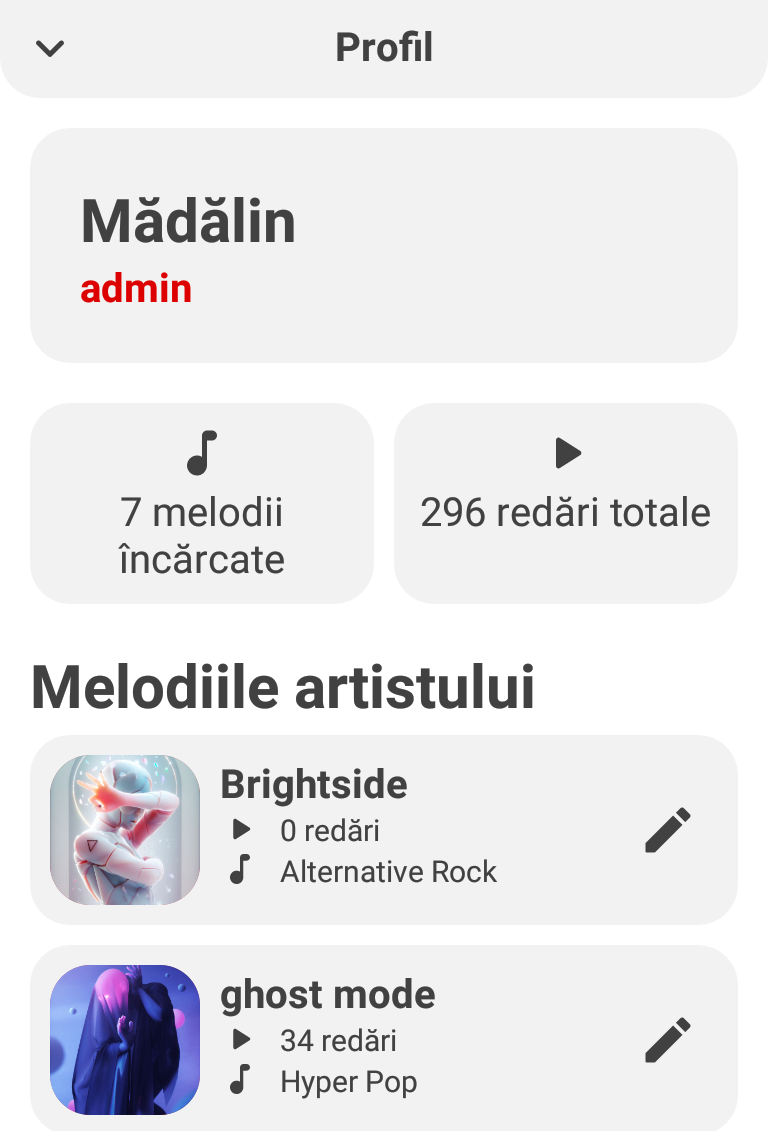 Profil
Mădălin
admin
7 melodii
încărcate
296 redări totale
Melodiile artistului
Brightside
0 redări
Alternative Rock
ghost mode
34 redări
Hyper Pop